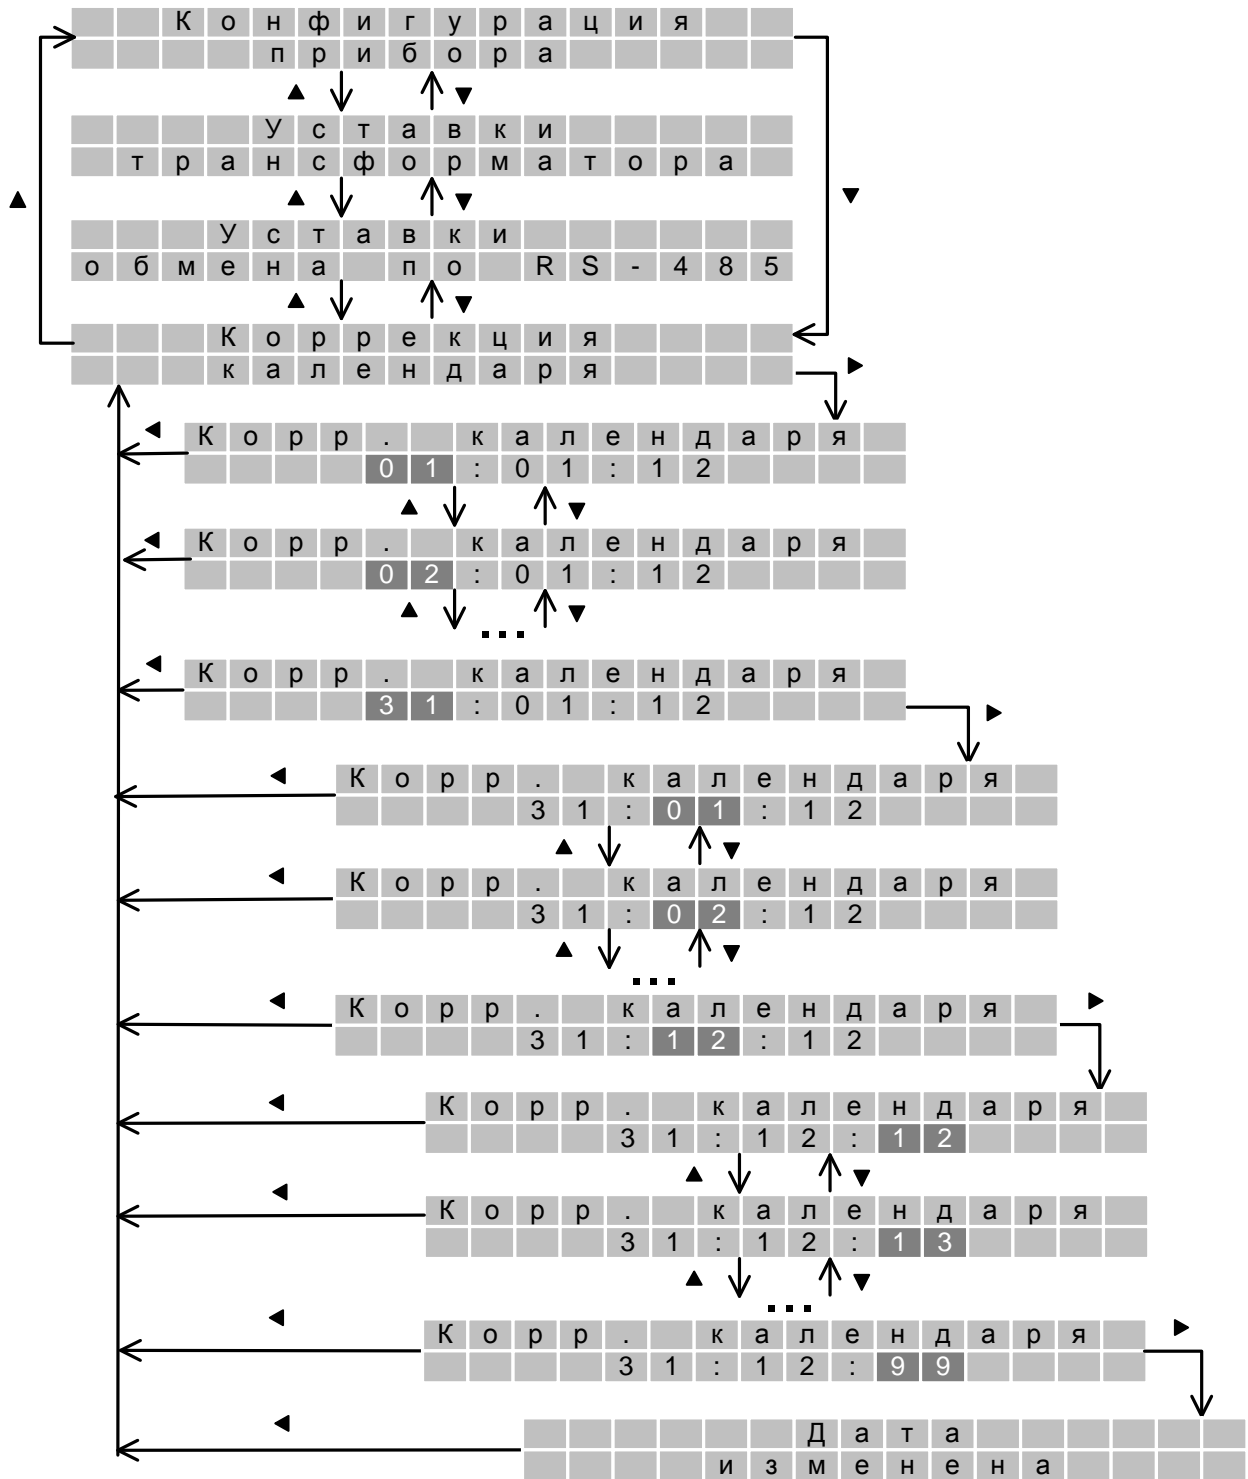 Конфигурация
прибора
Уставки
трансформатора
Уставки
обмена по RS-485
Коррекция
календаря
Корр. календаря
01:01:12
Корр. календаря
02:01:12
...
Корр. календаря
31:01:12
Корр. календаря
31:01:12
Корр. календаря
31:02:12
...
Корр. календаря
31:12:12
Корр. календаря
31:12:12
Корр. календаря
31:12:13
...
Корр. календаря
31:12:99
Дата
изменена